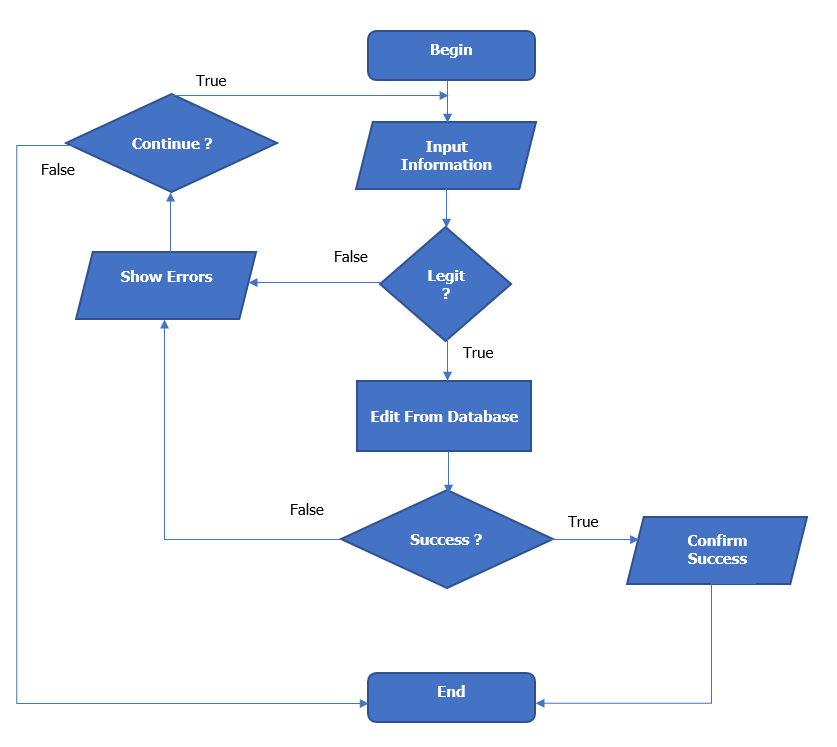 Begin
True
Continue ?
False
Input
Information
Show Errors
False
Legit
?
True
Edit From Database
False
Success ?
True
Confirm
Success
End